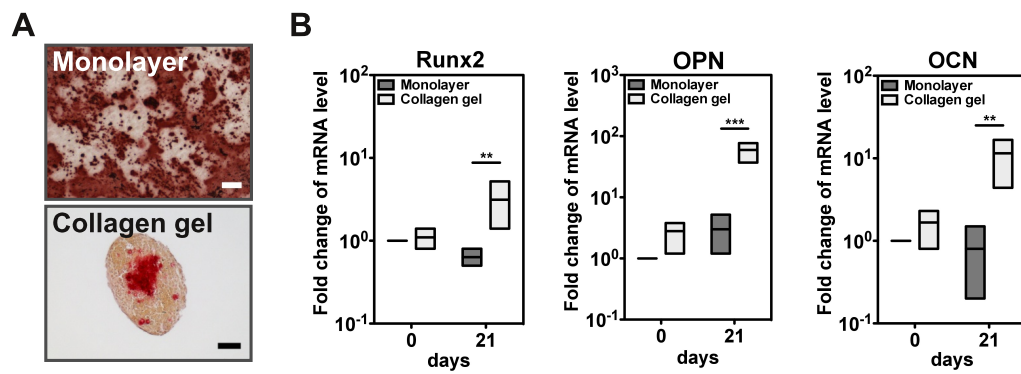 A
Monolayer
Collagen gel
B
Runx2
Fold change of mRNA level
10²
10¹
10⁰
10⁻¹
Monolayer
Collagen gel
**
0 21
days
OPN
Fold change of mRNA level
10³
10²
10¹
10⁰
10⁻¹
Monolayer
Collagen gel
***
0 21
days
OCN
Fold change of mRNA level
10²
10¹
10⁰
10⁻¹
Monolayer
Collagen gel
**
0 21
days